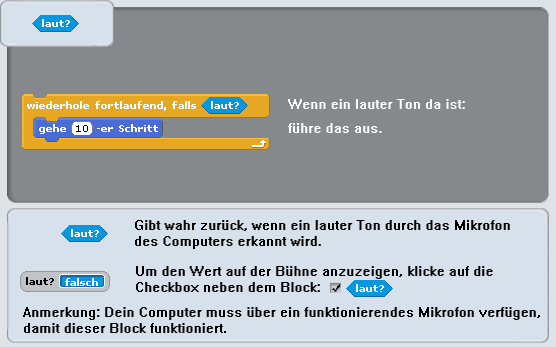 laut?
wiederhole fortlaufend, falls laut?
gehe 10 -er Schritt
Wenn ein lauter Ton da ist:
führe das aus.
laut?
Gibt wahr zurück, wenn ein lauter Ton durch das Mikrofon
des Computers erkannt wird.
laut? falsch
Um den Wert auf der Bühne anzuzeigen, klicke auf die
Checkbox neben dem Block: laut?
Anmerkung: Dein Computer muss über ein funktionierendes Mikrofon verfügen,
damit dieser Block funktioniert.